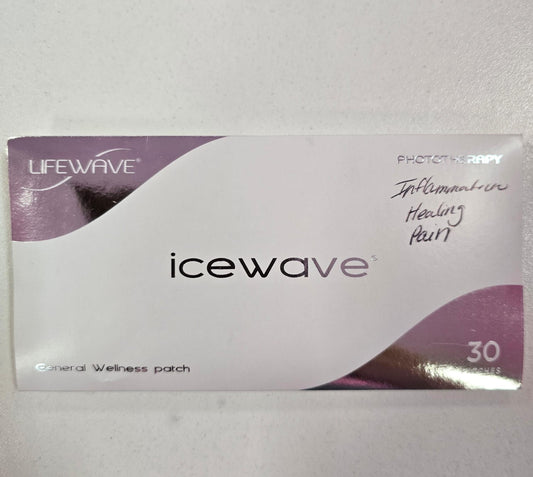 LIFEWAVE®
PHOTOTHERAPY
Inflammation
Healing
Pain
icewave
General Wellness patch
30